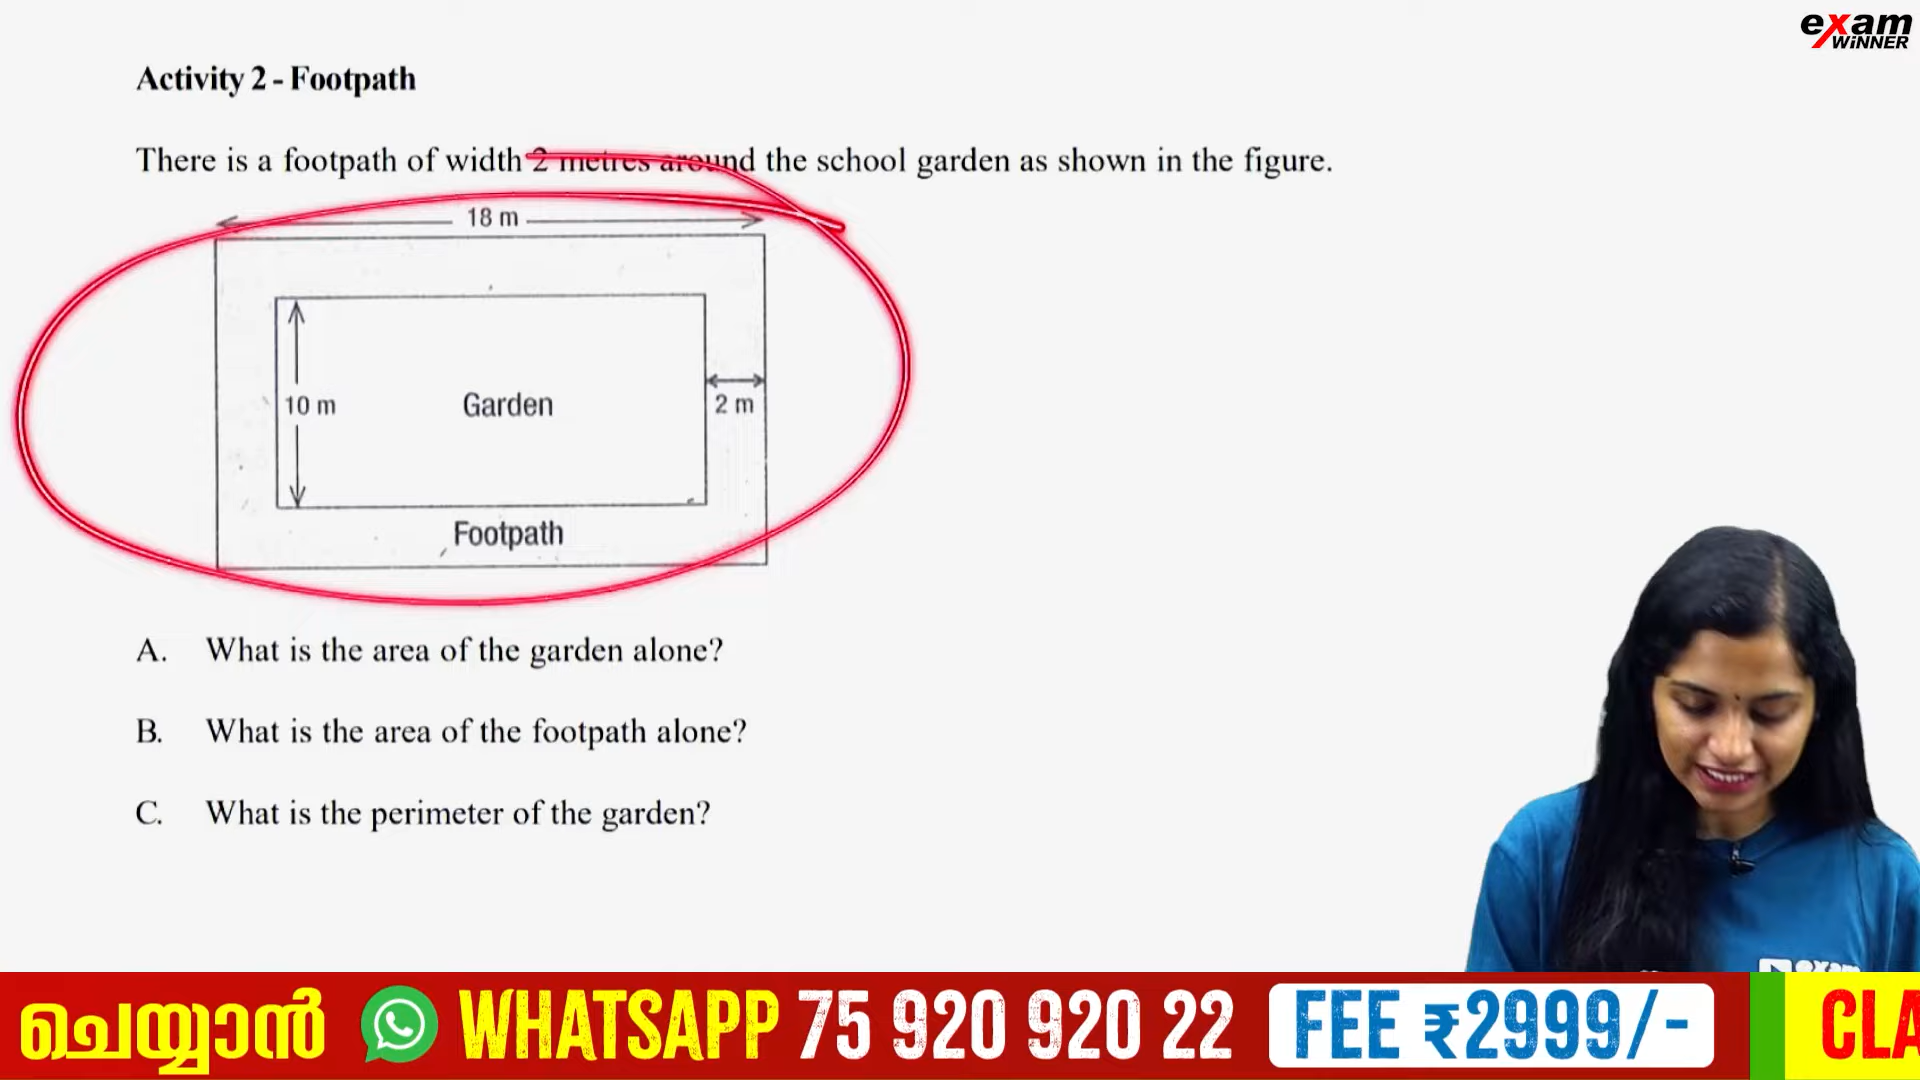 exam
WiNNER
Activity 2 - Footpath
There is a footpath of width 2 metres around the school garden as shown in the figure.
18 m
10 m
Garden
2 m
Footpath
A. What is the area of the garden alone?
B. What is the area of the footpath alone?
C. What is the perimeter of the garden?
ചെയ്യാൻ WHATSAPP 75 920 920 22 FEE ₹2999/-